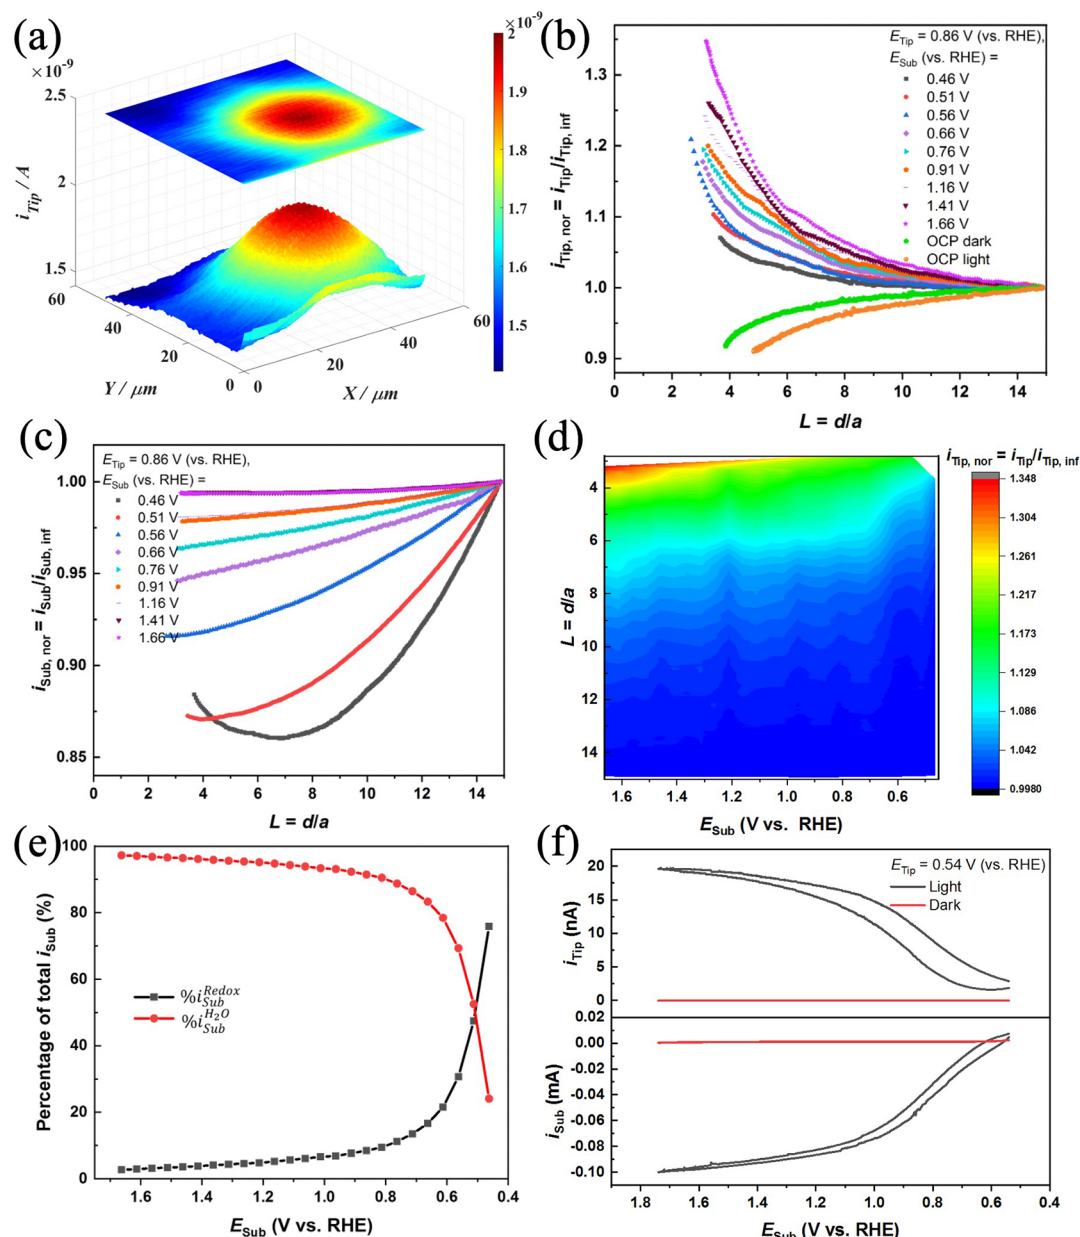 (a)
×10⁻⁹
×10⁻⁹
2.5
2
1.5
i_Tip / A
60
40
20
0
Y / μm
0
20
40
60
X / μm
2
1.9
1.8
1.7
1.6
1.5
(b)
E_Tip = 0.86 V (vs. RHE),
E_Sub (vs. RHE) =
0.46 V
0.51 V
0.56 V
0.66 V
0.76 V
0.91 V
1.16 V
1.41 V
1.66 V
OCP dark
OCP light
i_Tip, nor = i_Tip/i_Tip, inf
1.3
1.2
1.1
1.0
0.9
0 2 4 6 8 10 12 14
L = d/a
(c)
E_Tip = 0.86 V (vs. RHE),
E_Sub (vs. RHE) =
0.46 V
0.51 V
0.56 V
0.66 V
0.76 V
0.91 V
1.16 V
1.41 V
1.66 V
i_Sub, nor = i_Sub/i_Sub, inf
1.00
0.95
0.90
0.85
0 2 4 6 8 10 12 14
L = d/a
(d)
i_Tip, nor = i_Tip/i_Tip, inf
L = d/a
4
6
8
10
12
14
1.6 1.4 1.2 1.0 0.8 0.6
E_Sub (V vs. RHE)
1.348
1.304
1.261
1.217
1.173
1.129
1.086
1.042
0.9980
(e)
Percentage of total i_Sub (%)
100
80
60
40
20
0
%i_Sub^Redox
%i_Sub^H₂O
1.6 1.4 1.2 1.0 0.8 0.6 0.4
E_Sub (V vs. RHE)
(f)
E_Tip = 0.54 V (vs. RHE)
Light
Dark
i_Tip (nA)
20
15
10
5
0
i_Sub (mA)
0.02
0.00
-0.02
-0.04
-0.06
-0.08
-0.10
1.8 1.6 1.4 1.2 1.0 0.8 0.6 0.4
E_Sub (V vs. RHE)